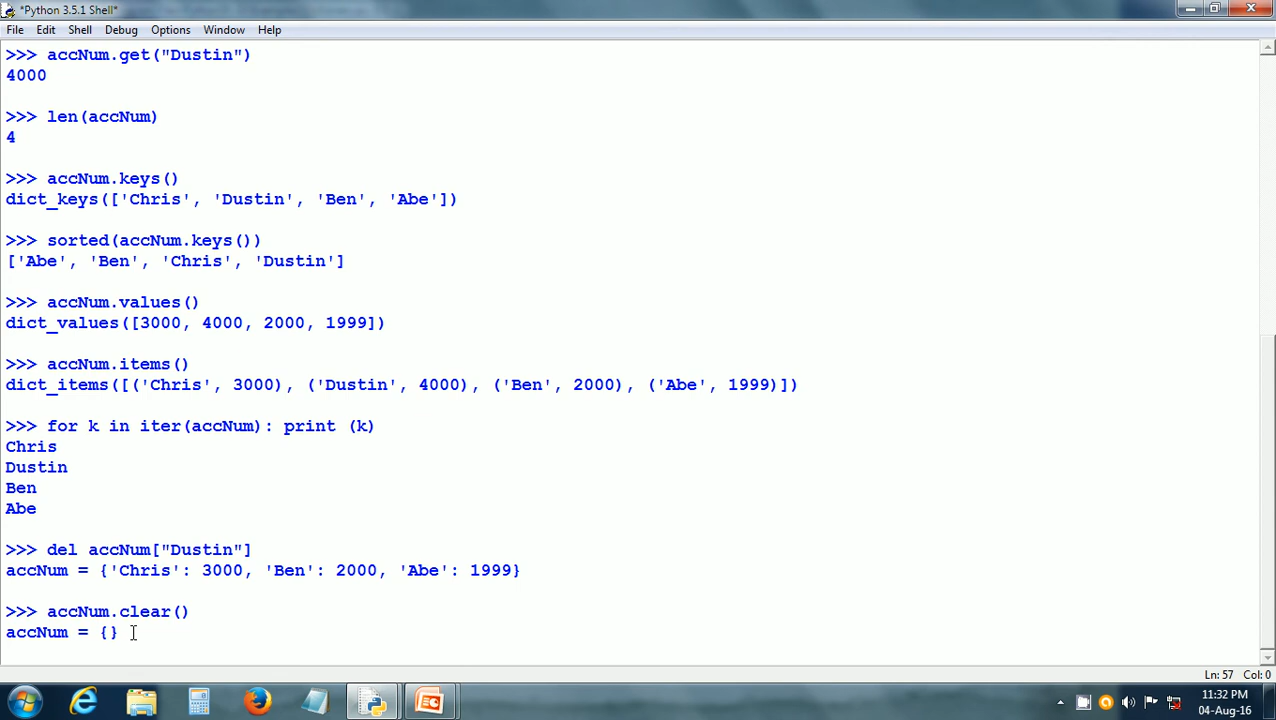 *Python 3.5.1 Shell*
File Edit Shell Debug Options Window Help
>>> accNum.get("Dustin")
4000
>>> len(accNum)
4
>>> accNum.keys()
dict_keys(['Chris', 'Dustin', 'Ben', 'Abe'])
>>> sorted(accNum.keys())
['Abe', 'Ben', 'Chris', 'Dustin']
>>> accNum.values()
dict_values([3000, 4000, 2000, 1999])
>>> accNum.items()
dict_items([('Chris', 3000), ('Dustin', 4000), ('Ben', 2000), ('Abe', 1999)])
>>> for k in iter(accNum): print (k)
Chris
Dustin
Ben
Abe
>>> del accNum["Dustin"]
accNum = {'Chris': 3000, 'Ben': 2000, 'Abe': 1999}
>>> accNum.clear()
accNum = {}
Ln: 57 Col: 0
11:32 PM
04-Aug-16